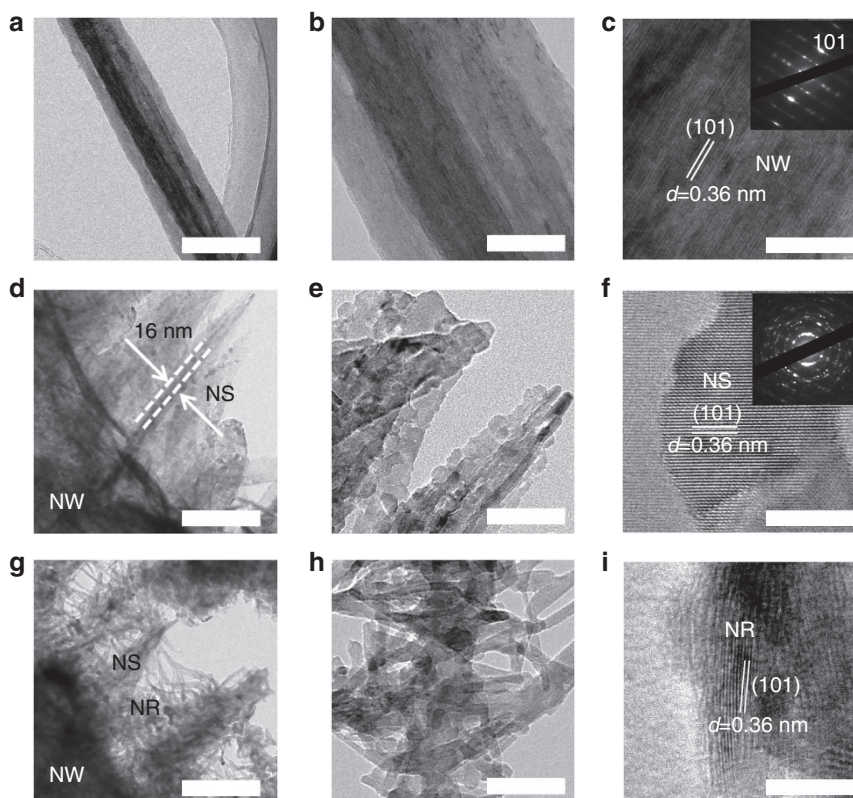 a
b
c
101
(101)
NW
d=0.36 nm
d
16 nm
NS
NW
e
f
NS
(101)
d=0.36 nm
g
NS
NR
NW
h
i
NR
(101)
d=0.36 nm